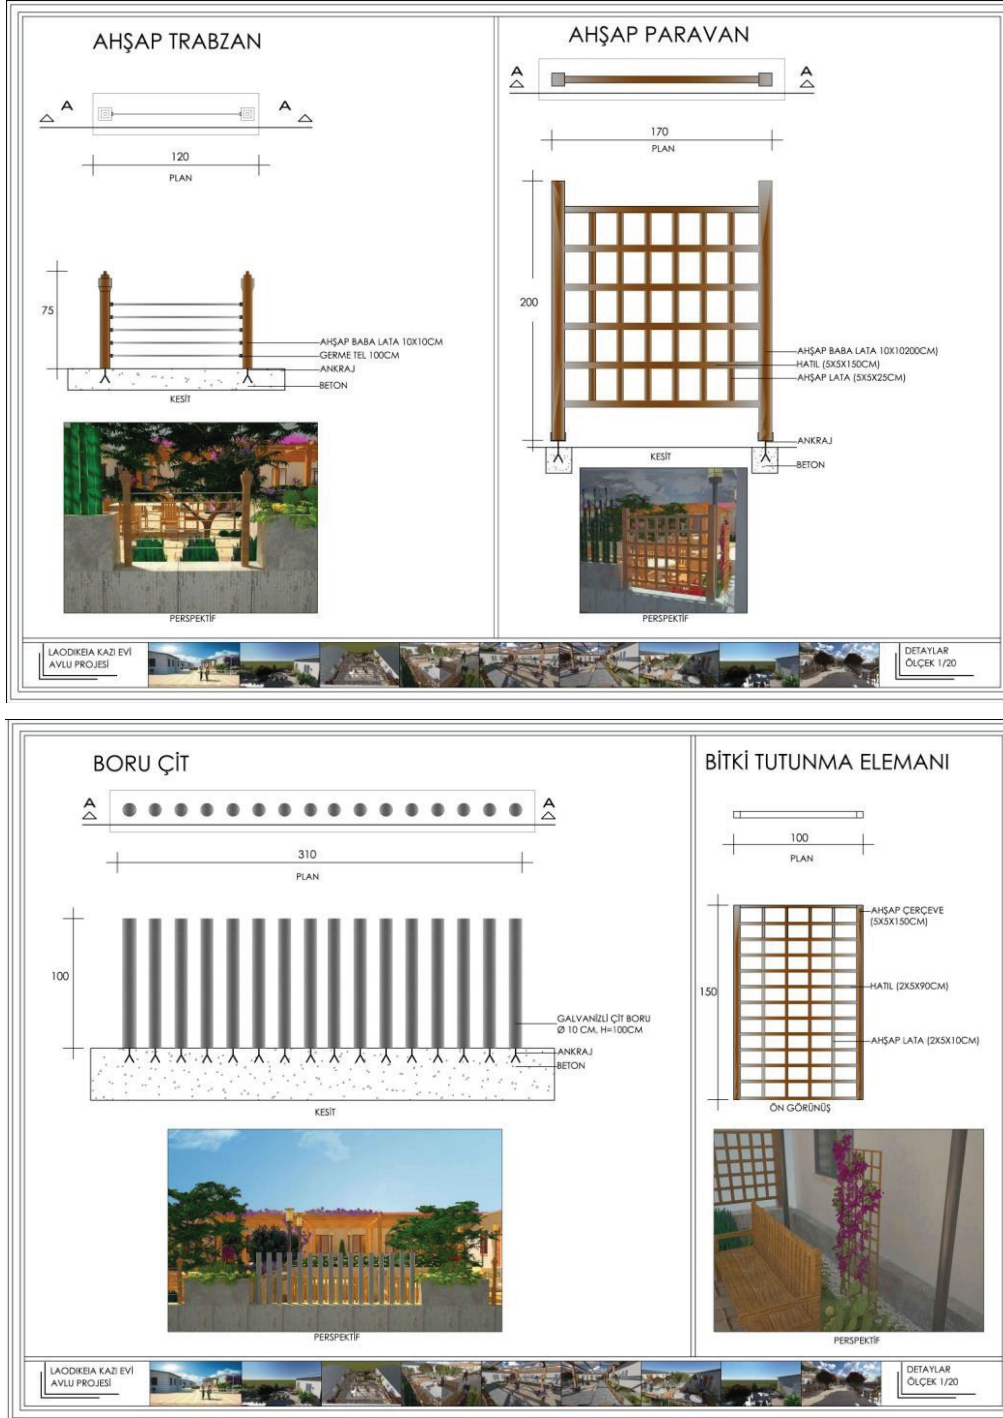 AHŞAP TRABZAN
A
A
120
PLAN
75
AHŞAP BABA LATA 10X10CM
GERME TEL 100CM
ANKRAJ
BETON
KESİT
PERSPEKTİF
AHŞAP PARAVAN
A
A
170
PLAN
200
AHŞAP BABA LATA 10X10200CM)
HATIL (5X5X150CM)
AHŞAP LATA (5X5X25CM)
ANKRAJ
KESİT
BETON
PERSPEKTİF
LAODIKEIA KAZI EVİ
AVLU PROJESİ
DETAYLAR
ÖLÇEK 1/20
BORU ÇİT
A
A
310
PLAN
100
GALVANİZLİ ÇİT BORU
Ø 10 CM, H=100CM
ANKRAJ
BETON
KESİT
PERSPEKTİF
BİTKİ TUTUNMA ELEMANI
100
PLAN
AHŞAP ÇERÇEVE
(5X5X150CM)
150
HATIL (2X5X90CM)
AHŞAP LATA (2X5X10CM)
ÖN GÖRÜNÜŞ
PERSPEKTİF
LAODIKEIA KAZI EVİ
AVLU PROJESİ
DETAYLAR
ÖLÇEK 1/20